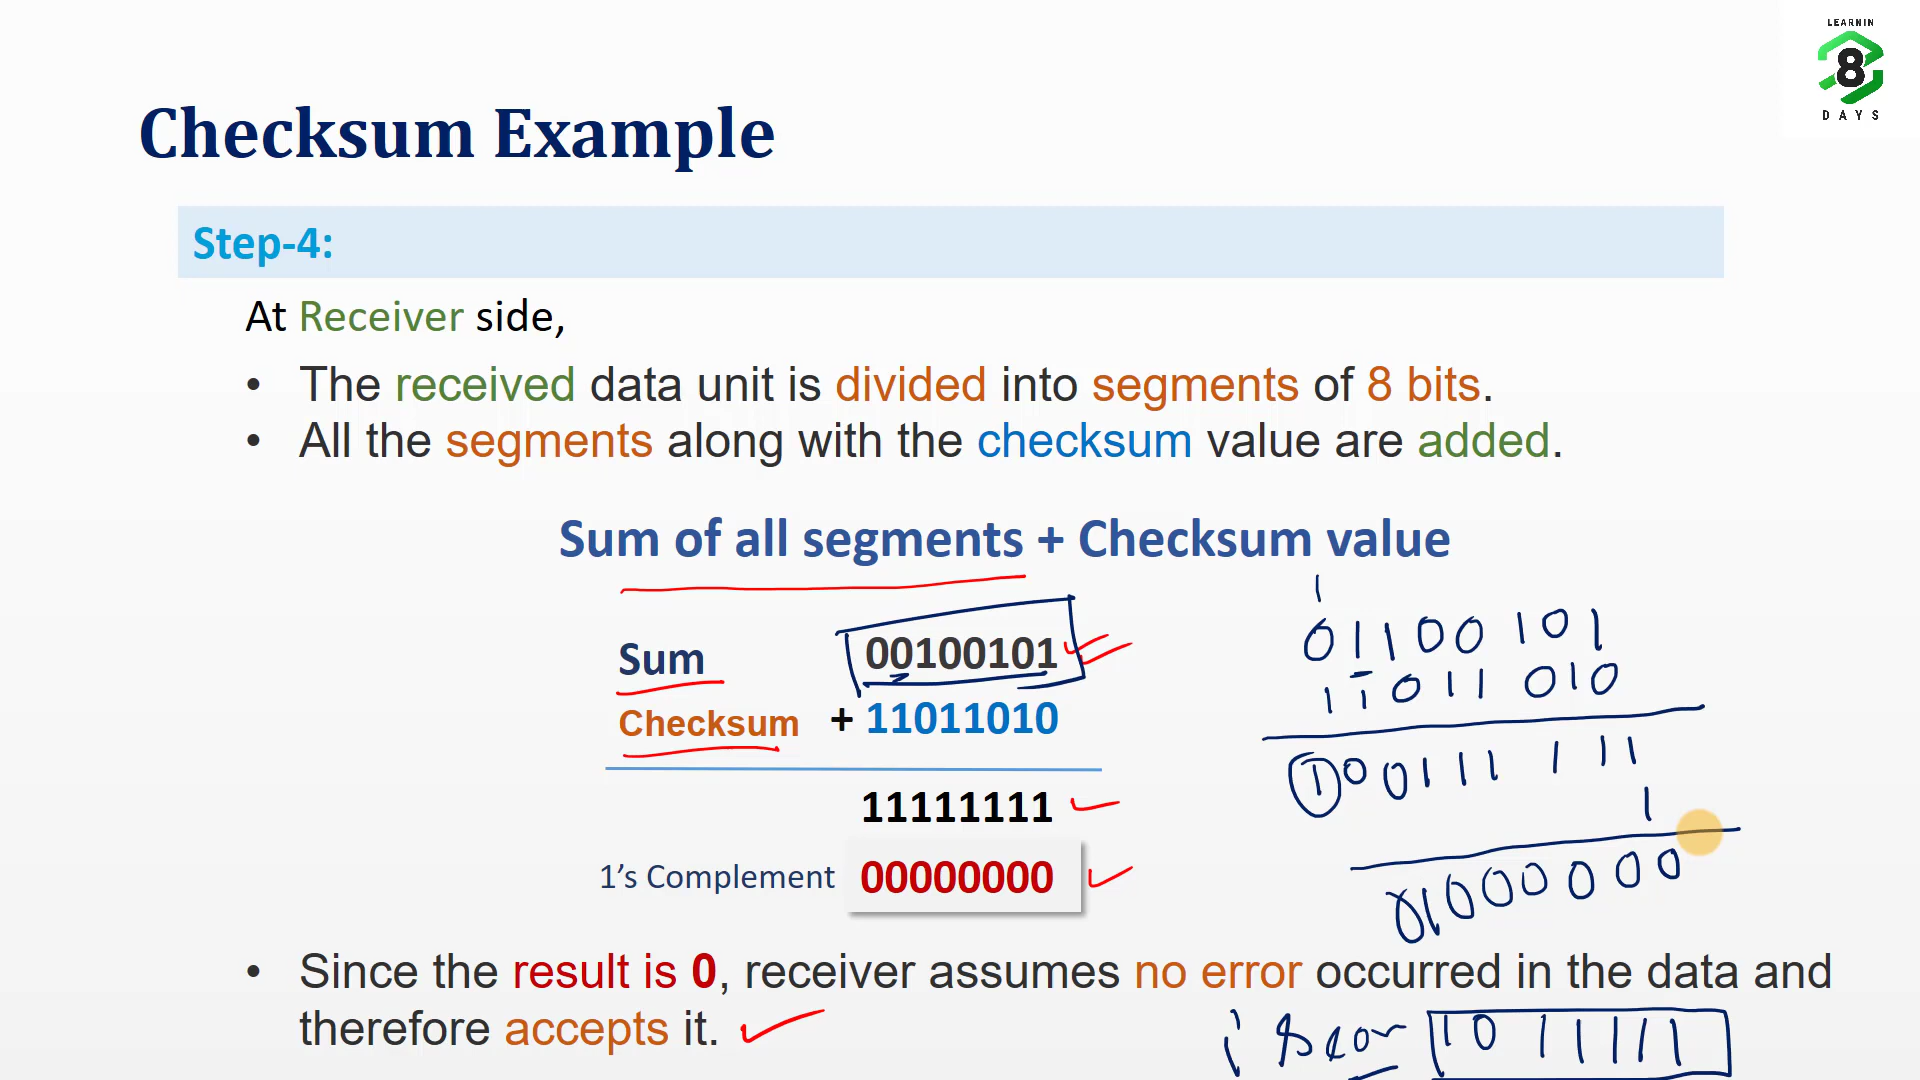 LEARNIN
8
DAYS
Checksum Example
Step-4:
At Receiver side,
• The received data unit is divided into segments of 8 bits.
• All the segments along with the checksum value are added.
Sum of all segments + Checksum value
Sum 00100101
Checksum + 11011010
11111111
1's Complement 00000000
1
01100101
11011010
100111111
1
01000000
• Since the result is 0, receiver assumes no error occurred in the data and
therefore accepts it.
10111111